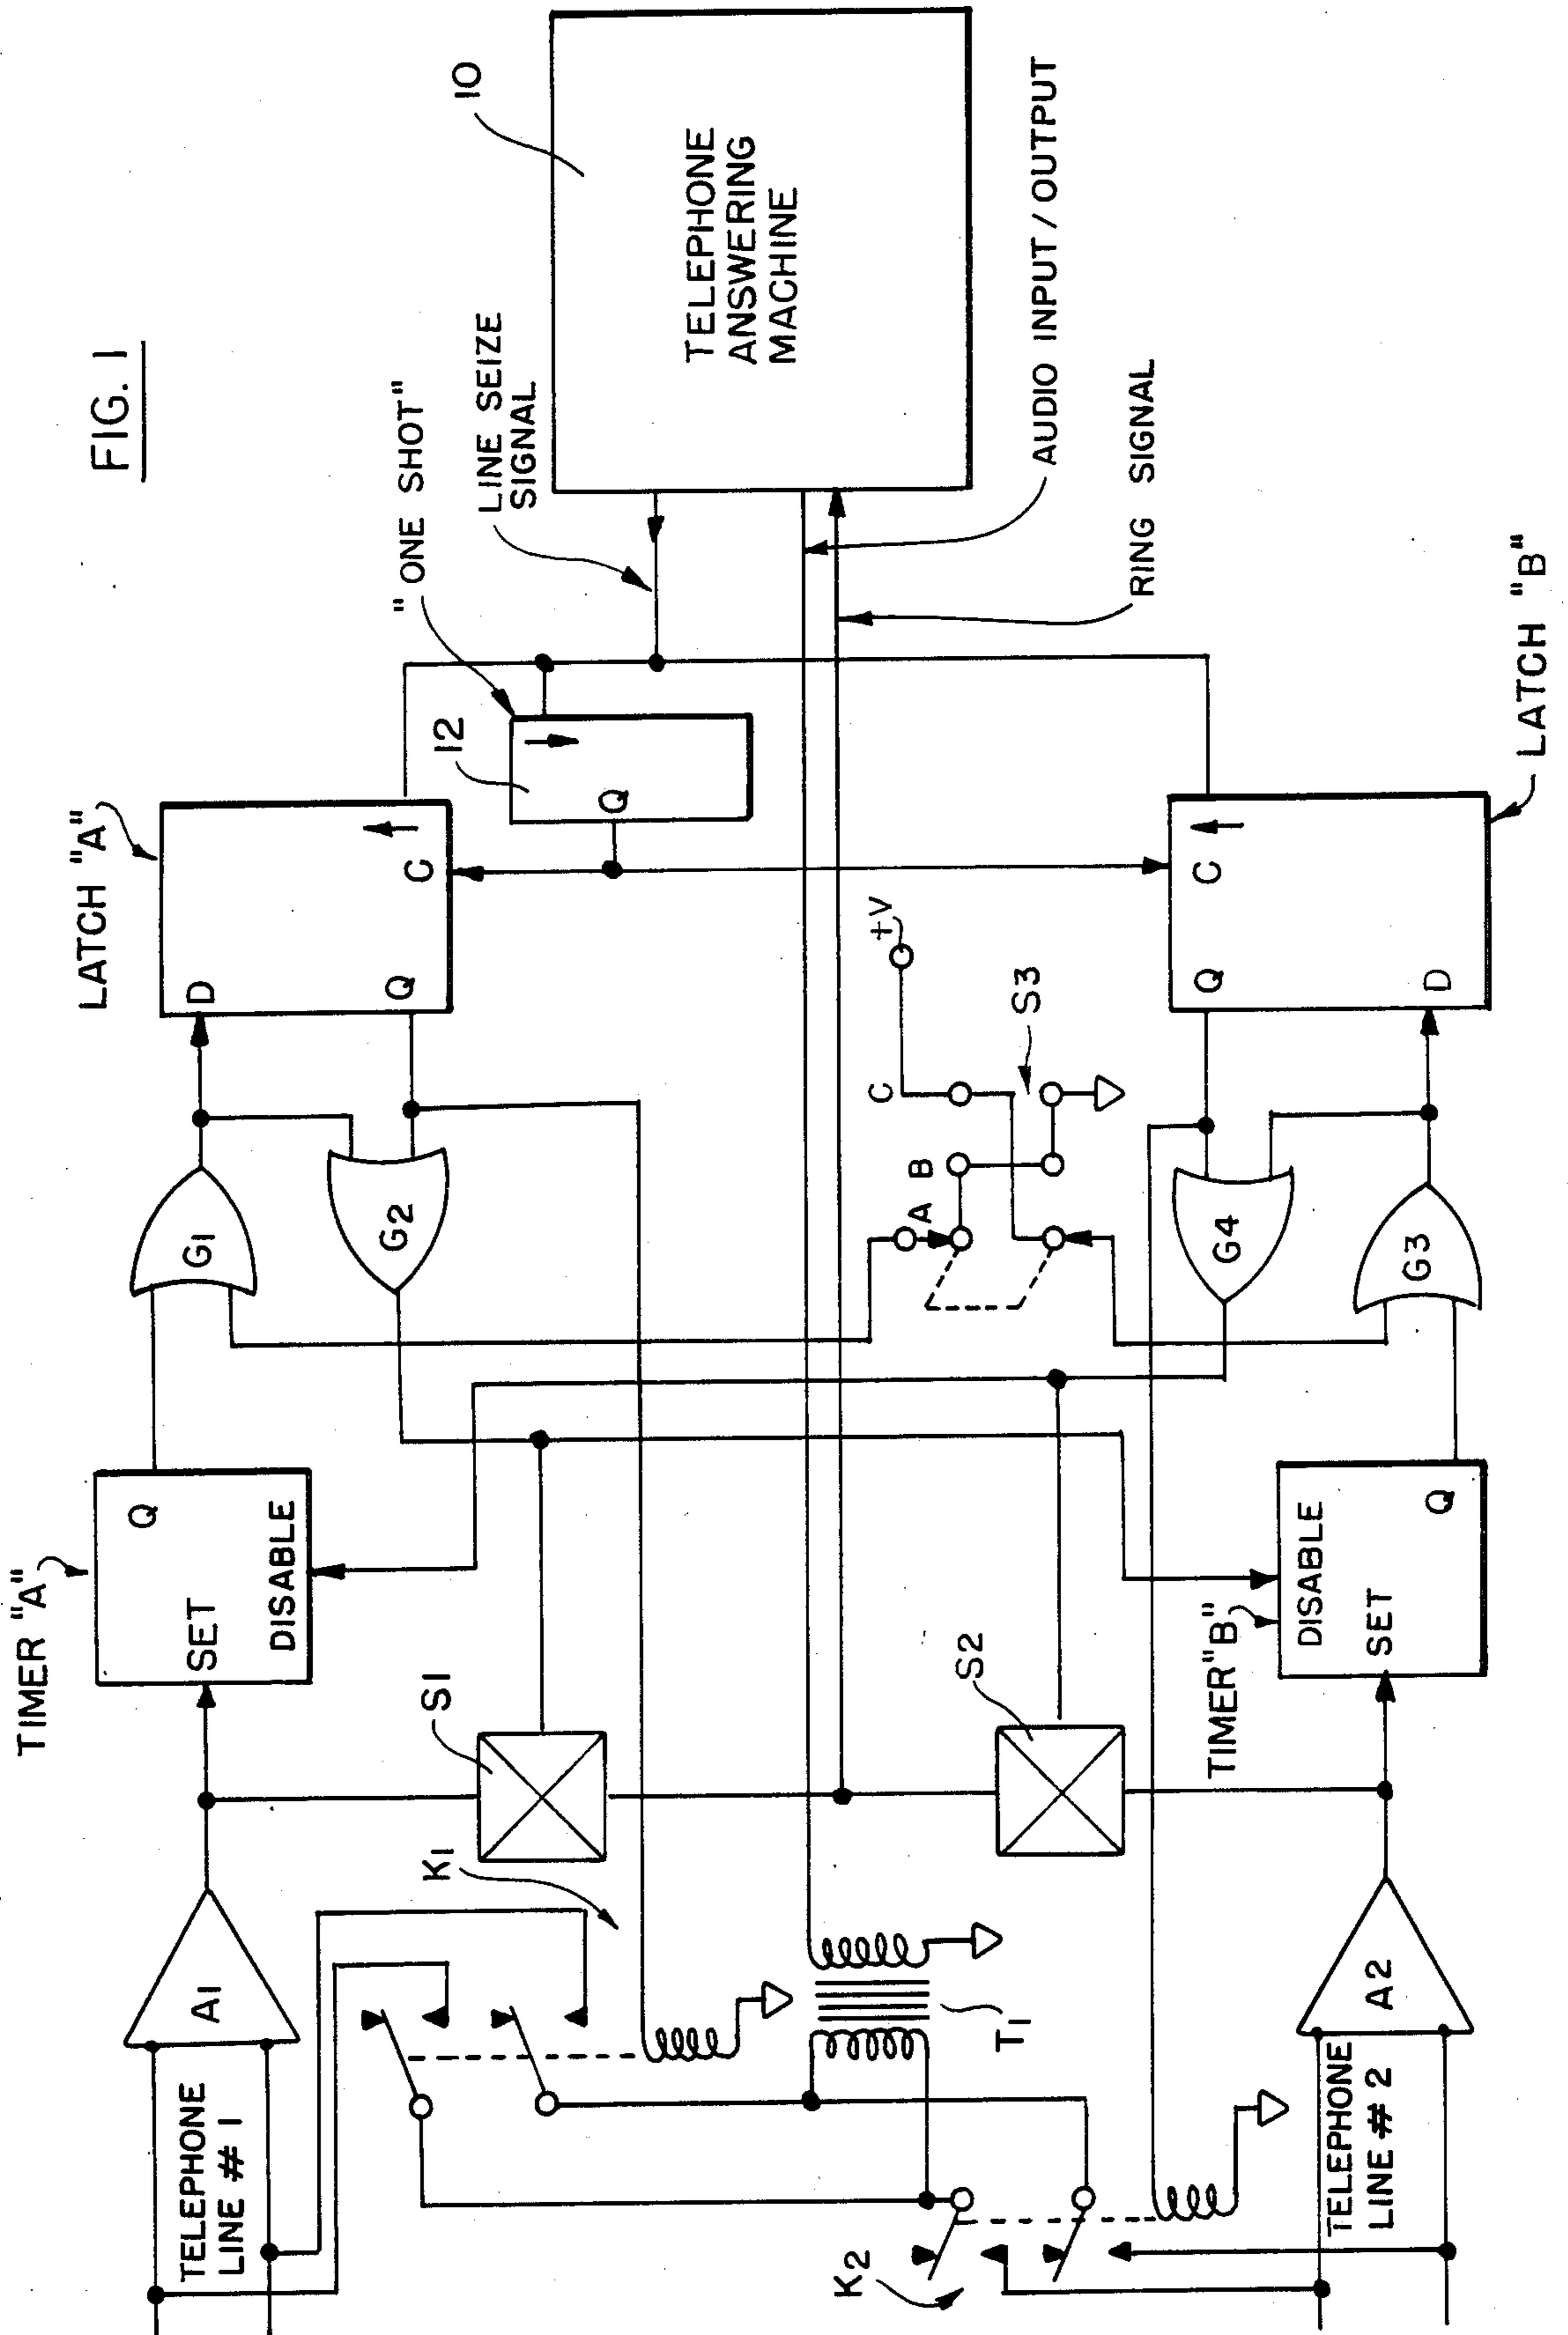 FIG. 1
TIMER "A"
LATCH "A"
"ONE SHOT"
LINE SEIZE
SIGNAL
10
TELEPHONE
ANSWERING
MACHINE
AUDIO INPUT / OUTPUT
RING SIGNAL
LATCH "B"
TELEPHONE
LINE # 1
A1
SET
Q
DISABLE
G1
G2
D
Q
C
12
Q
K1
S1
T1
S2
A
B
C
+V
S3
K2
TELEPHONE
LINE # 2
A2
TIMER "B"
DISABLE
SET
Q
G4
G3
Q
C
D